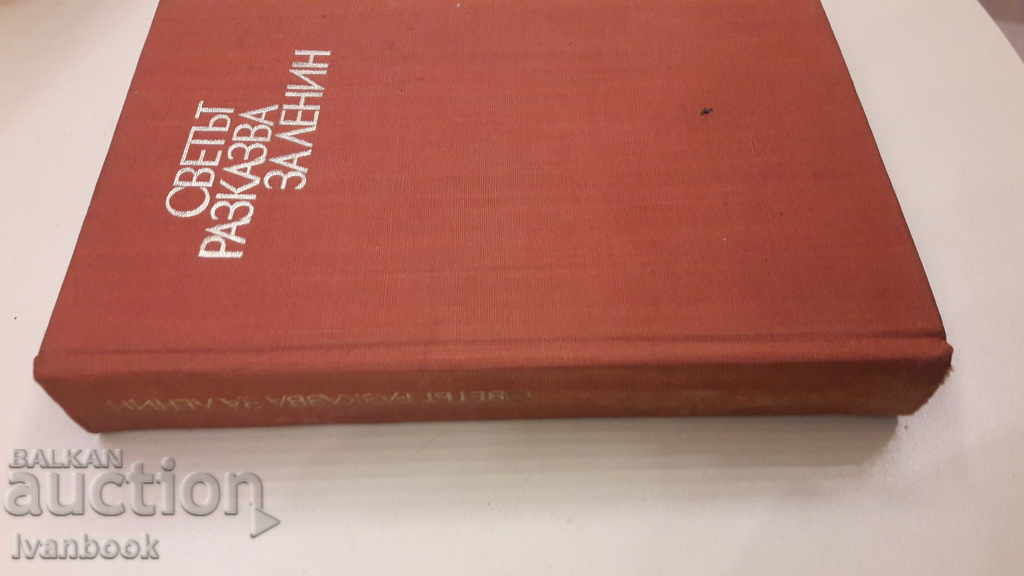 СВЕТЪТ
РАЗКАЗВА
ЗА ЛЕНИН
СВЕТЪТ РАЗКАЗВА ЗА ЛЕНИН
BALKAN
auction
Ivanbook